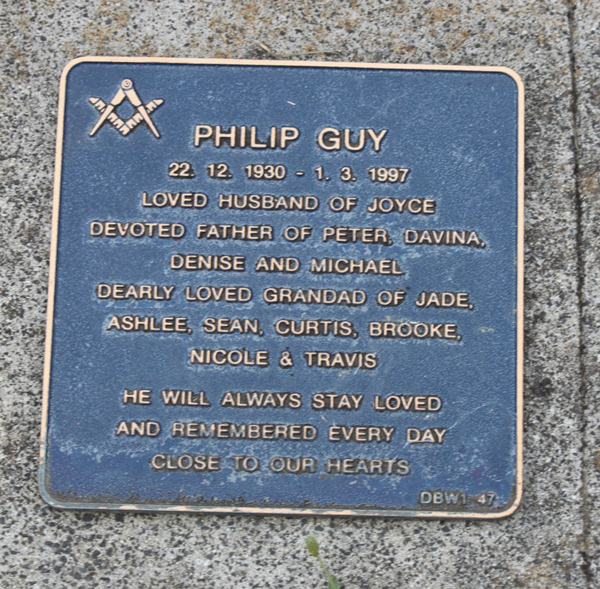 PHILIP GUY
22. 12. 1930 - 1. 3. 1997
LOVED HUSBAND OF JOYCE
DEVOTED FATHER OF PETER, DAVINA,
DENISE AND MICHAEL
DEARLY LOVED GRANDAD OF JADE,
ASHLEE, SEAN, CURTIS, BROOKE,
NICOLE & TRAVIS
HE WILL ALWAYS STAY LOVED
AND REMEMBERED EVERY DAY
CLOSE TO OUR HEARTS
DBW1 47